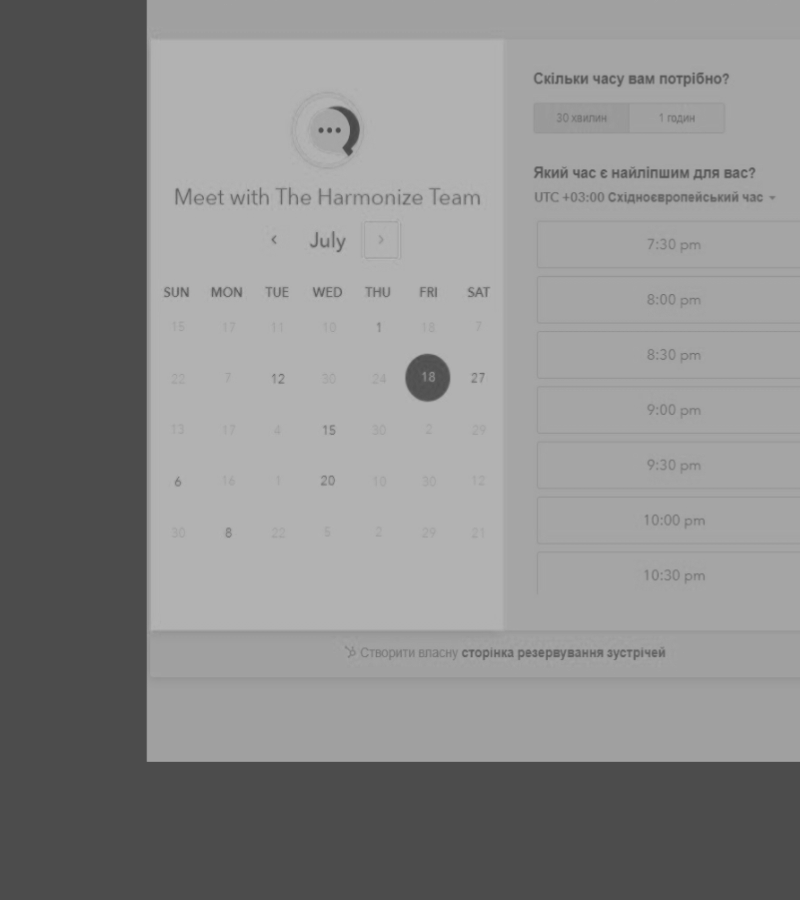 Meet with The Harmonize Team
July
SUN MON TUE WED THU FRI SAT
15 17 11 10 1 18 7
22 7 12 30 24 18 27
13 17 4 15 30 2 29
6 16 1 20 10 30 12
30 8 22 5 2 29 21
Скільки часу вам потрібно?
30 хвилин 1 годин
Який час є найліпшим для вас?
UTC +03:00 Східноєвропейський час
7:30 pm
8:00 pm
8:30 pm
9:00 pm
9:30 pm
10:00 pm
10:30 pm
Створити власну сторінка резервування зустрічей